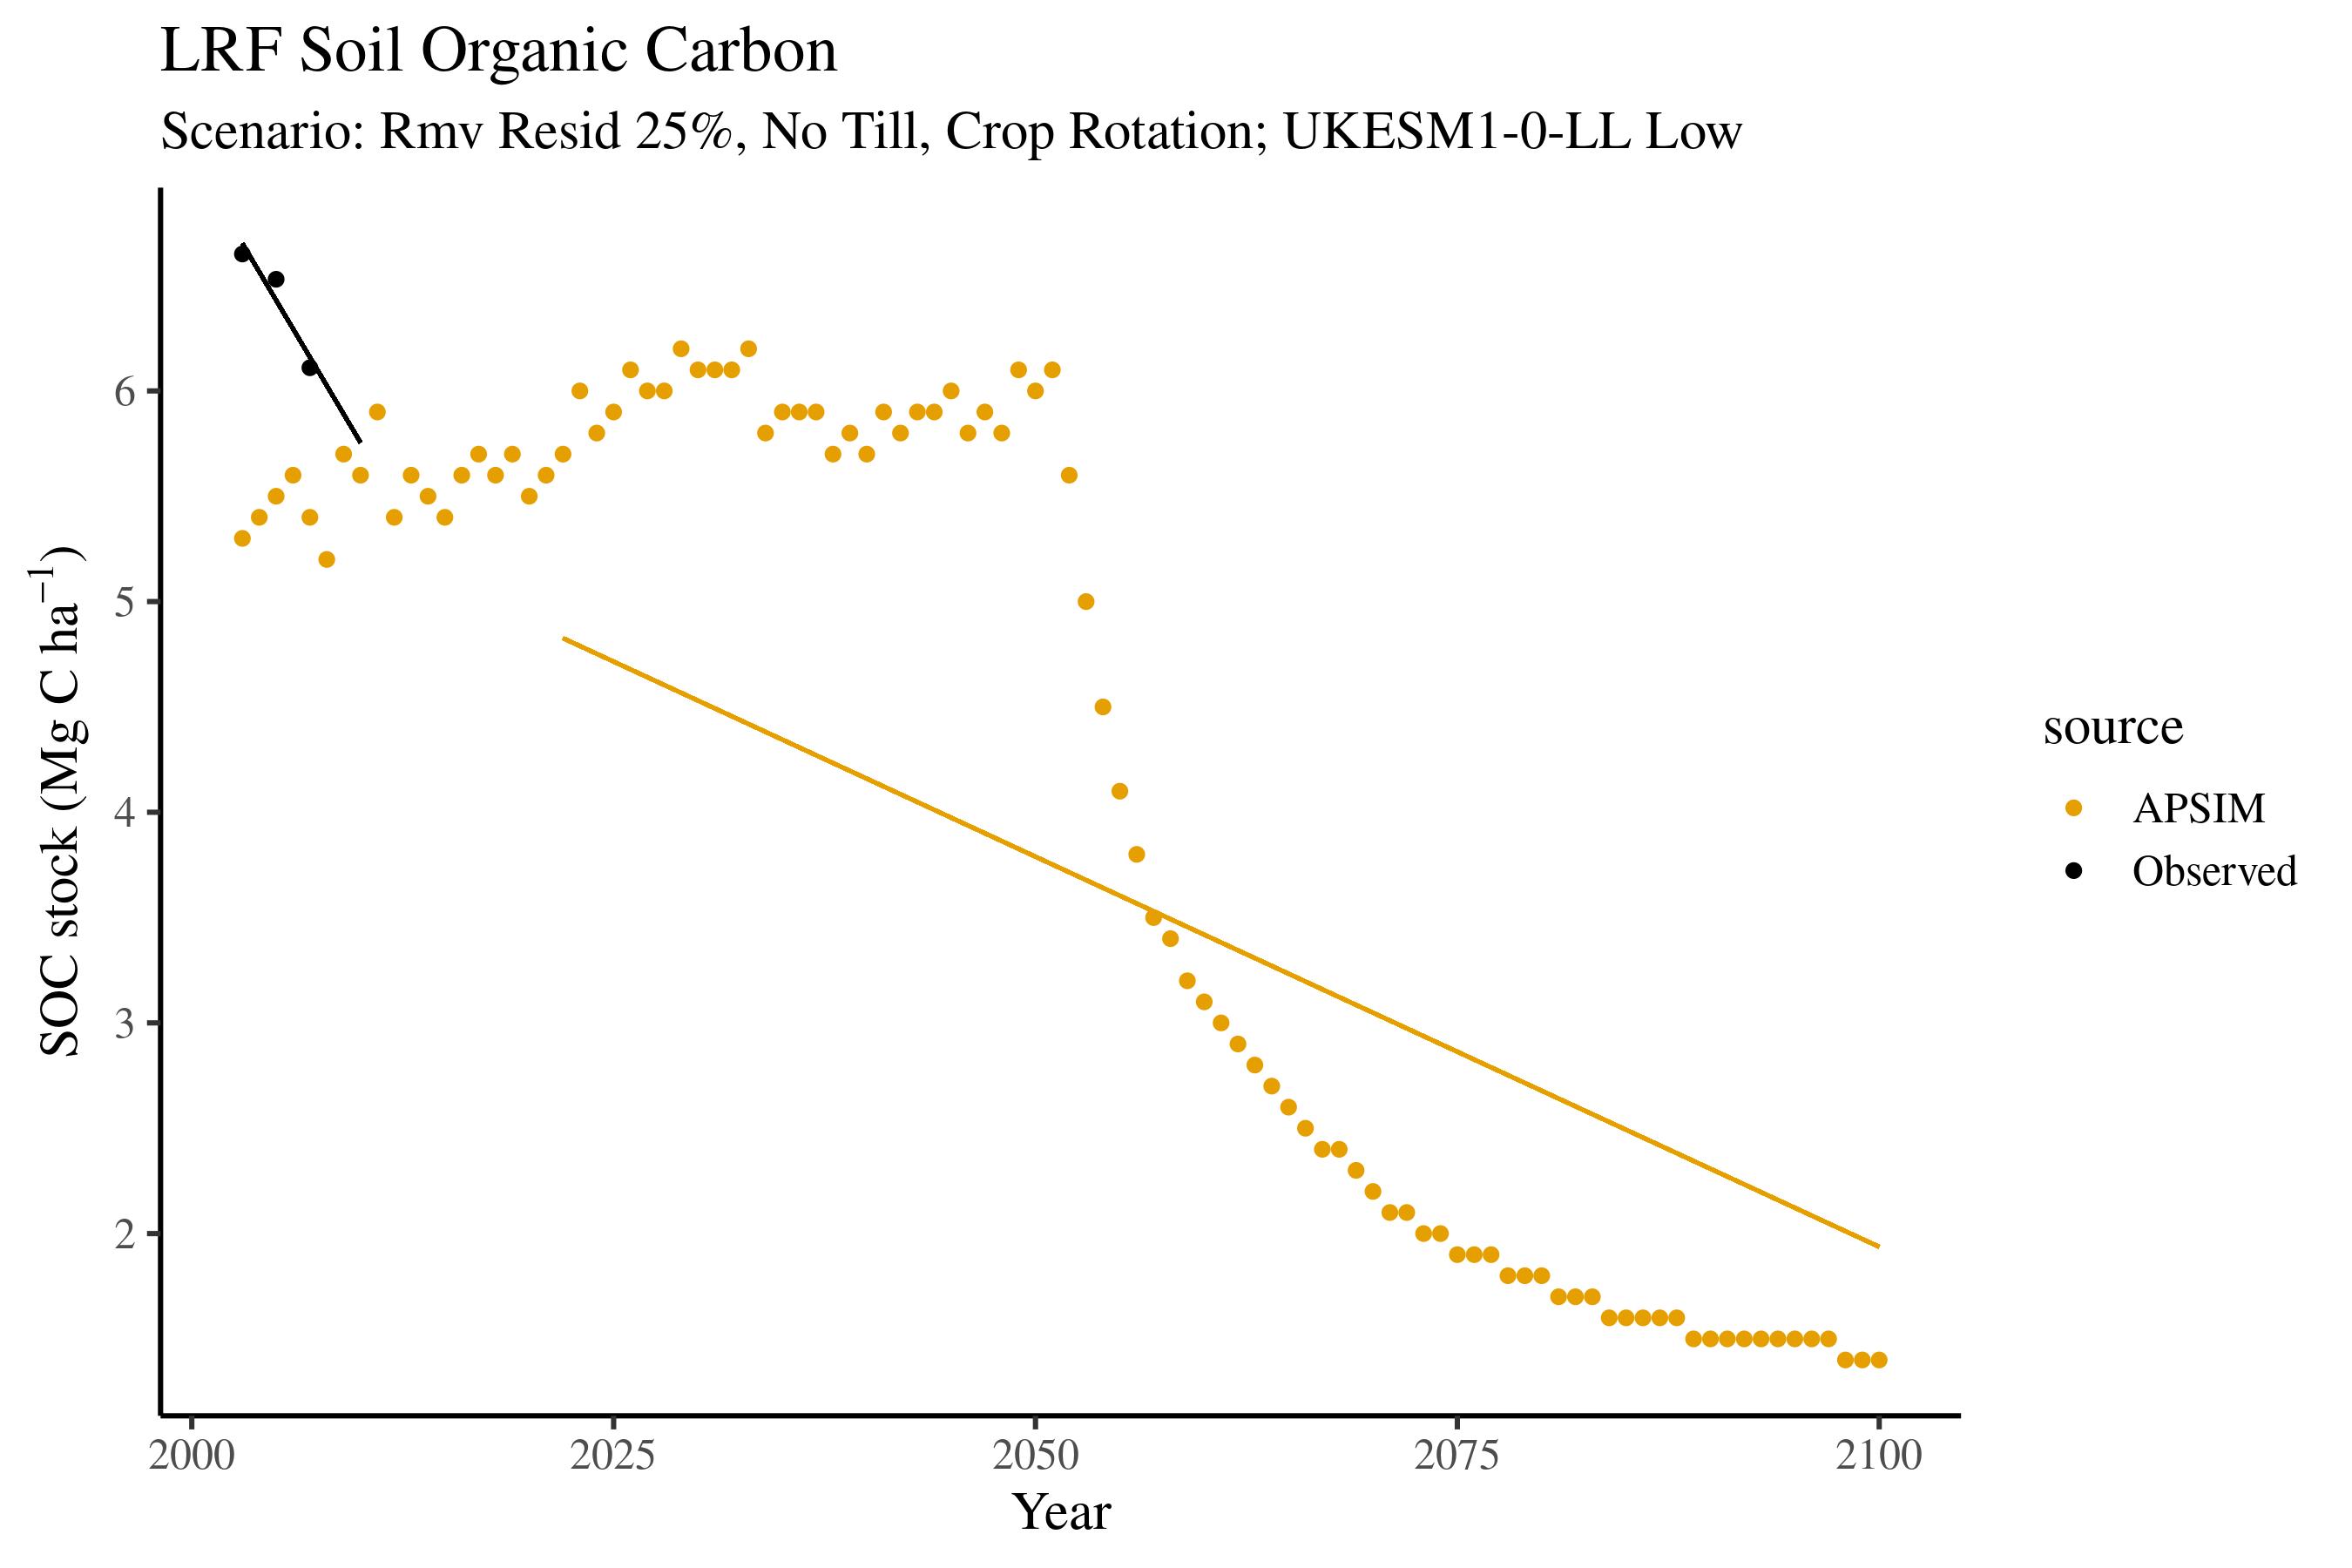 LRF Soil Organic Carbon
Scenario: Rmv Resid 25%, No Till, Crop Rotation; UKESM1-0-LL Low
SOC stock (Mg C ha⁻¹)
6
5
4
3
2
2000
2025
2050
2075
2100
Year
source
APSIM
Observed